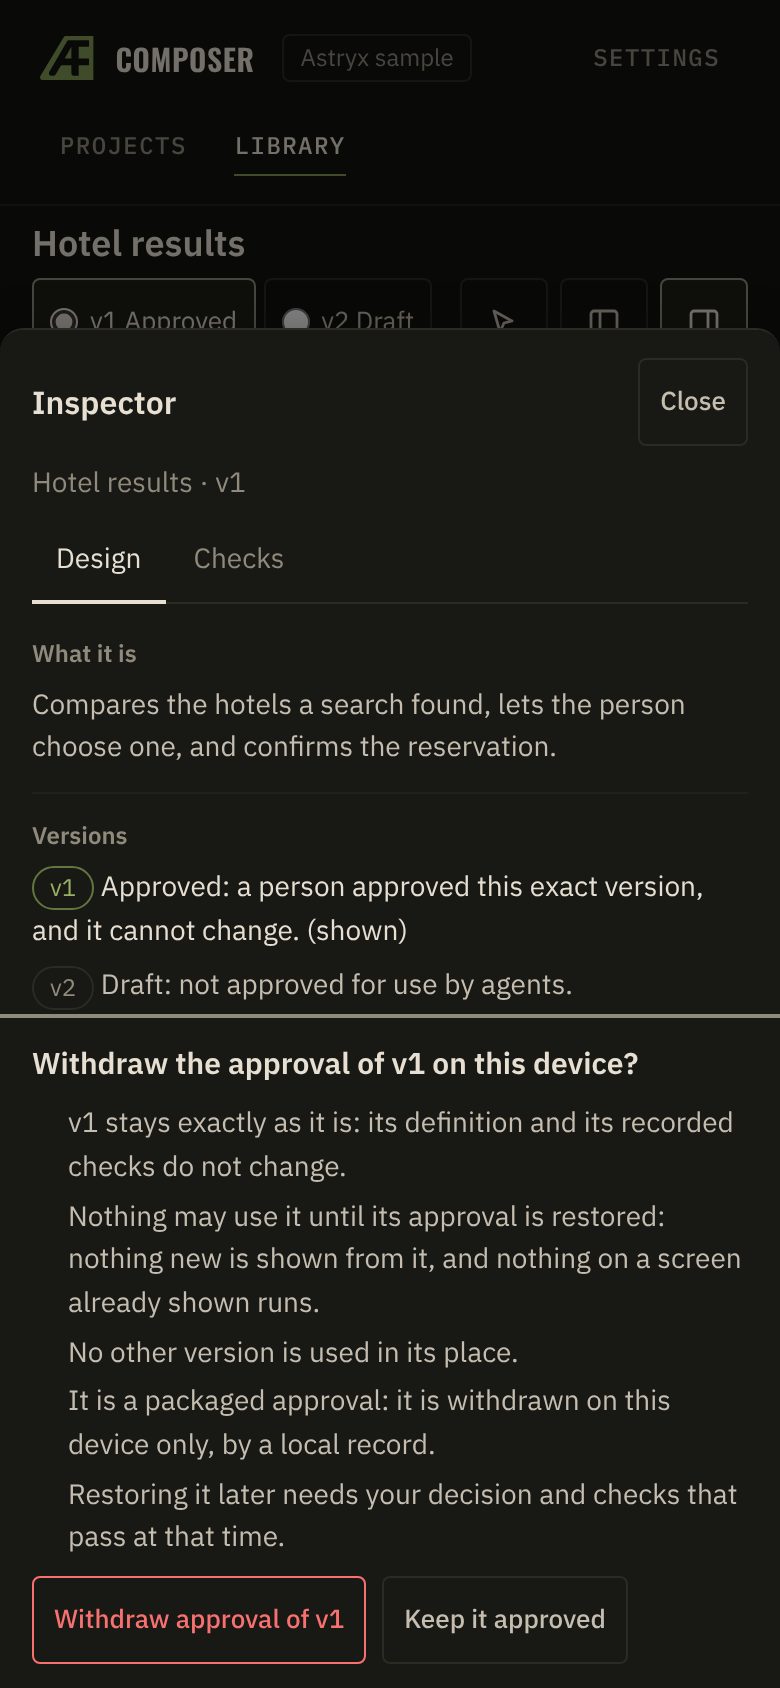 Æ COMPOSER Astryx sample SETTINGS
PROJECTS LIBRARY
Hotel results
v1 Approved v2 Draft
Inspector Close
Hotel results · v1
Design Checks
What it is
Compares the hotels a search found, lets the person
choose one, and confirms the reservation.
Versions
v1 Approved: a person approved this exact version,
and it cannot change. (shown)
v2 Draft: not approved for use by agents.
Withdraw the approval of v1 on this device?
v1 stays exactly as it is: its definition and its recorded
checks do not change.
Nothing may use it until its approval is restored:
nothing new is shown from it, and nothing on a screen
already shown runs.
No other version is used in its place.
It is a packaged approval: it is withdrawn on this
device only, by a local record.
Restoring it later needs your decision and checks that
pass at that time.
Withdraw approval of v1 Keep it approved